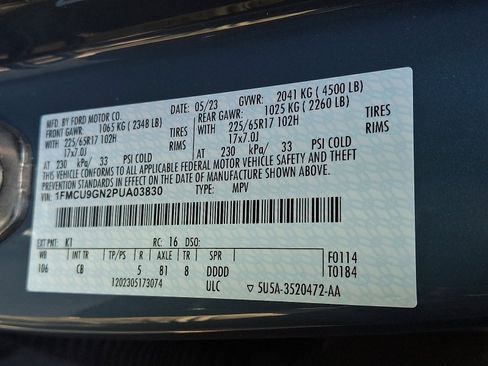 MFD. BY FORD MOTOR CO.
DATE: 05/23 GVWR: 2041 KG ( 4500 LB)
FRONT GAWR: 1065 KG ( 2348 LB) REAR GAWR: 1025 KG ( 2260 LB)
WITH 225/65R17 102H TIRES WITH 225/65R17 102H TIRES
17x7.0J RIMS 17x7.0J RIMS
AT 230 kPa/ 33 PSI COLD AT 230 kPa/ 33 PSI COLD
THIS VEHICLE CONFORMS TO ALL APPLICABLE FEDERAL MOTOR VEHICLE SAFETY AND THEFT
PREVENTION STANDARDS IN EFFECT ON THE DATE OF MANUFACTURE SHOWN ABOVE.
VIN: 1FMCU9GN2PUA03830 TYPE: MPV
EXT PNT: K1 RC: 16 DSO: F0114
WB INT TR TP/PS R AXLE TR SPR T0184
106 CB 5 81 8 DDDD
1202305173074 ULC 5U5A-3520472-AA